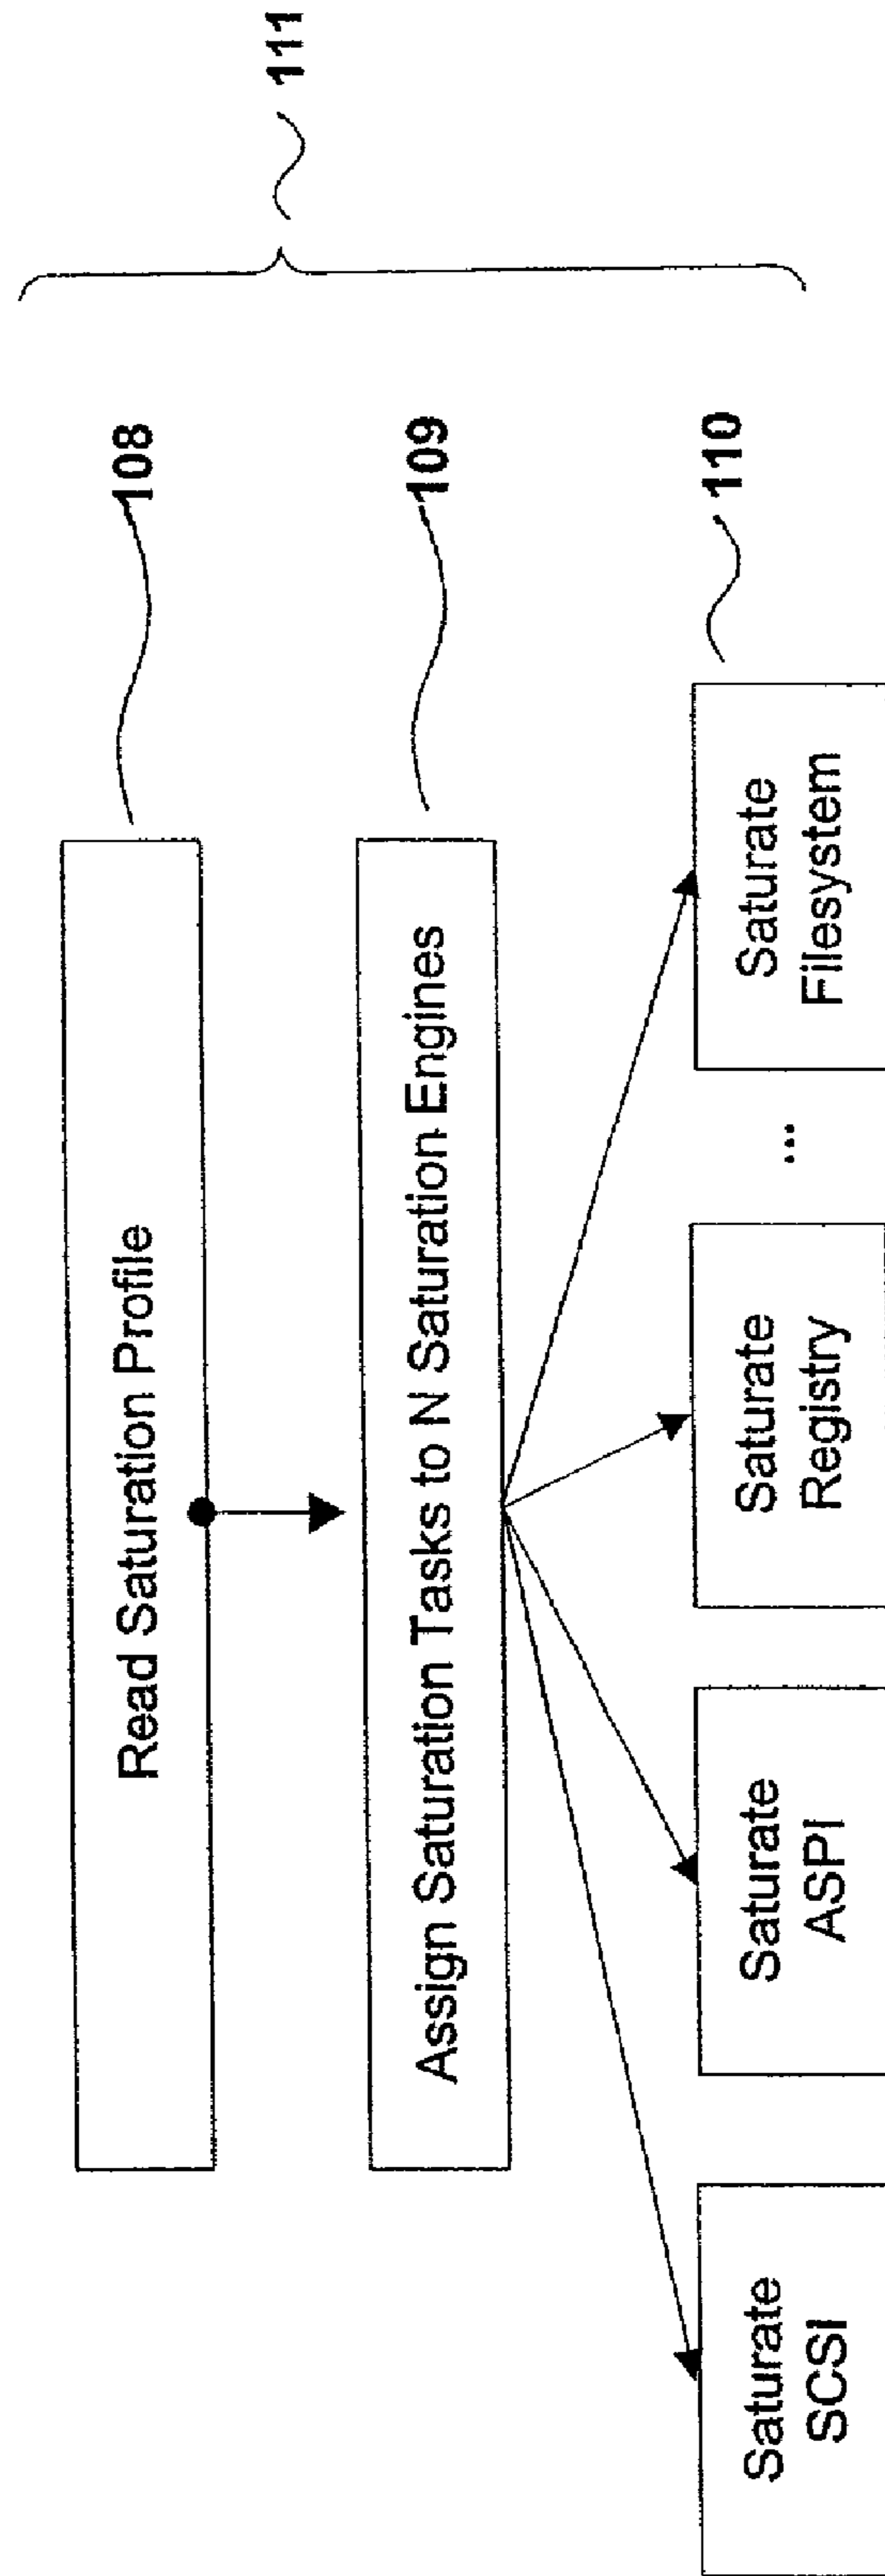 Read Saturation Profile
108
111
Assign Saturation Tasks to N Saturation Engines
109
Saturate
SCSI
Saturate
ASPI
Saturate
Registry
...
Saturate
Filesystem
110